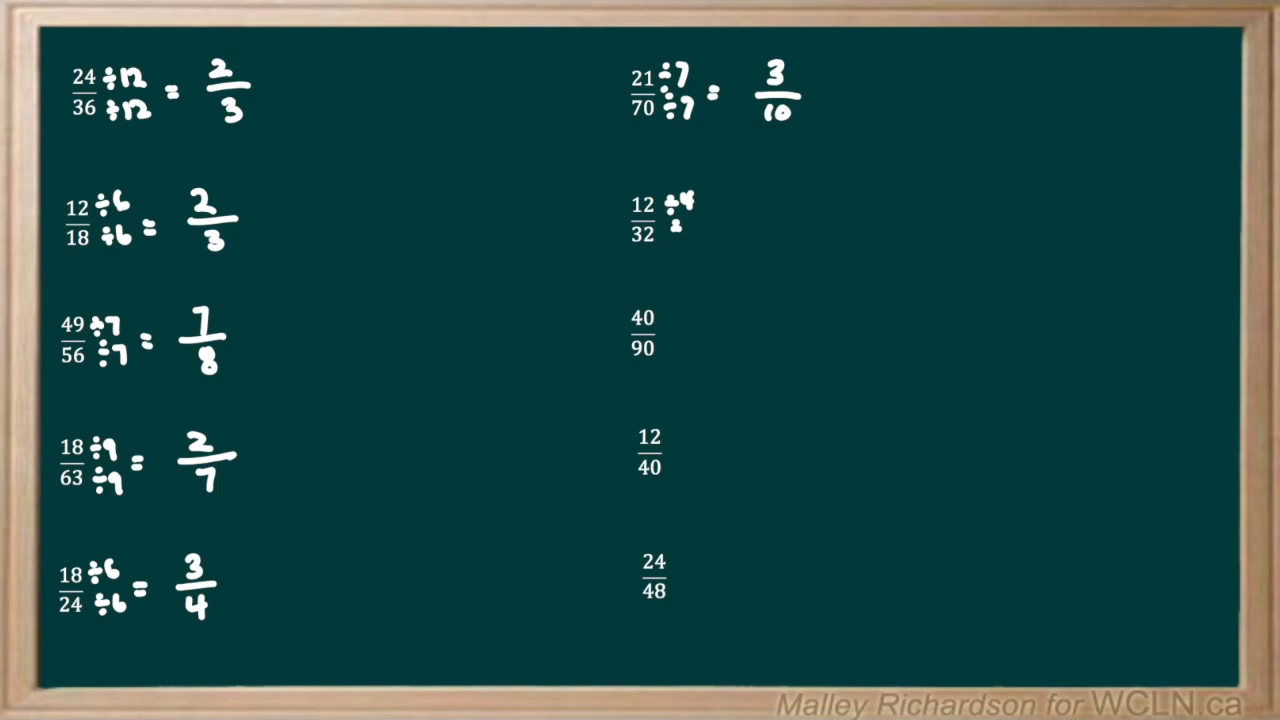 24 ÷12 = 2
36 ÷12 3
12 ÷6 = 2
18 ÷6 3
49 ÷7 = 7
56 ÷7 8
18 ÷9 = 2
63 ÷9 7
18 ÷6 = 3
24 ÷6 4
21 ÷7 = 3
70 ÷7 10
12 ÷4
32
40
90
12
40
24
48
Malley Richardson for WCLN.ca